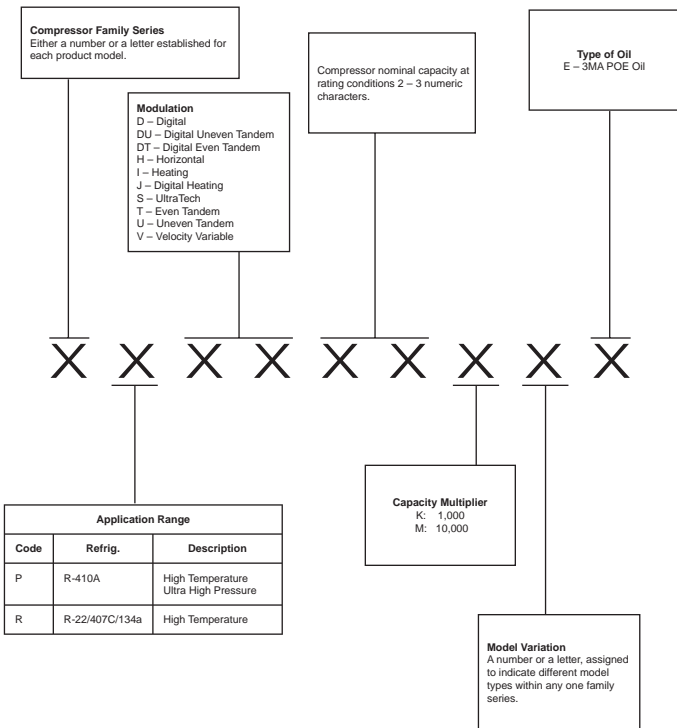 Compressor Family Series
Either a number or a letter established for
each product model.
Modulation
D – Digital
DU – Digital Uneven Tandem
DT – Digital Even Tandem
H – Horizontal
I – Heating
J – Digital Heating
S – UltraTech
T – Even Tandem
U – Uneven Tandem
V – Velocity Variable
Compressor nominal capacity at
rating conditions 2 – 3 numeric
characters.
Type of Oil
E – 3MA POE Oil
X X X X X X X X X
Application Range
Code Refrig. Description
P R-410A High Temperature
Ultra High Pressure
R R-22/407C/134a High Temperature
Capacity Multiplier
K: 1,000
M: 10,000
Model Variation
A number or a letter, assigned
to indicate different model
types within any one family
series.